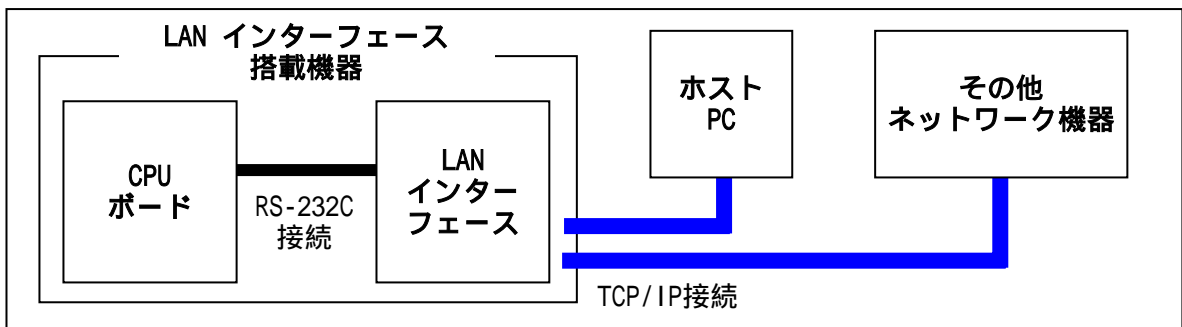 LAN インターフェース
搭載機器
CPU
ボード
RS-232C
接続
LAN
インター
フェース
ホスト
PC
その他
ネットワーク機器
TCP/IP接続